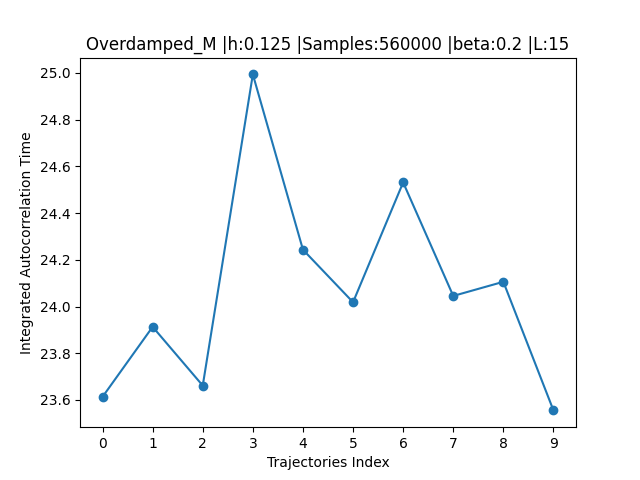 Overdamped_M |h:0.125 |Samples:560000 |beta:0.2 |L:15
Integrated Autocorrelation Time
25.0
24.8
24.6
24.4
24.2
24.0
23.8
23.6
0 1 2 3 4 5 6 7 8 9
Trajectories Index